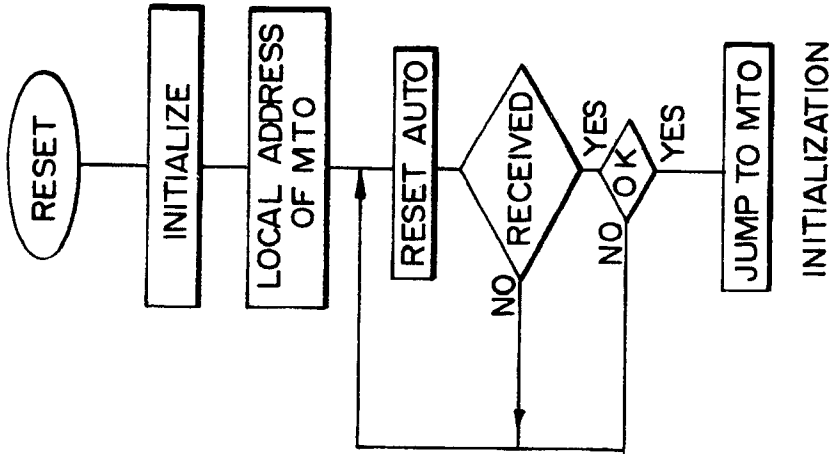 RESET
INITIALIZE
LOCAL ADDRESS
OF MTO
RESET AUTO
RECEIVED
NO
YES
OK
NO
YES
JUMP TO MTO
INITIALIZATION